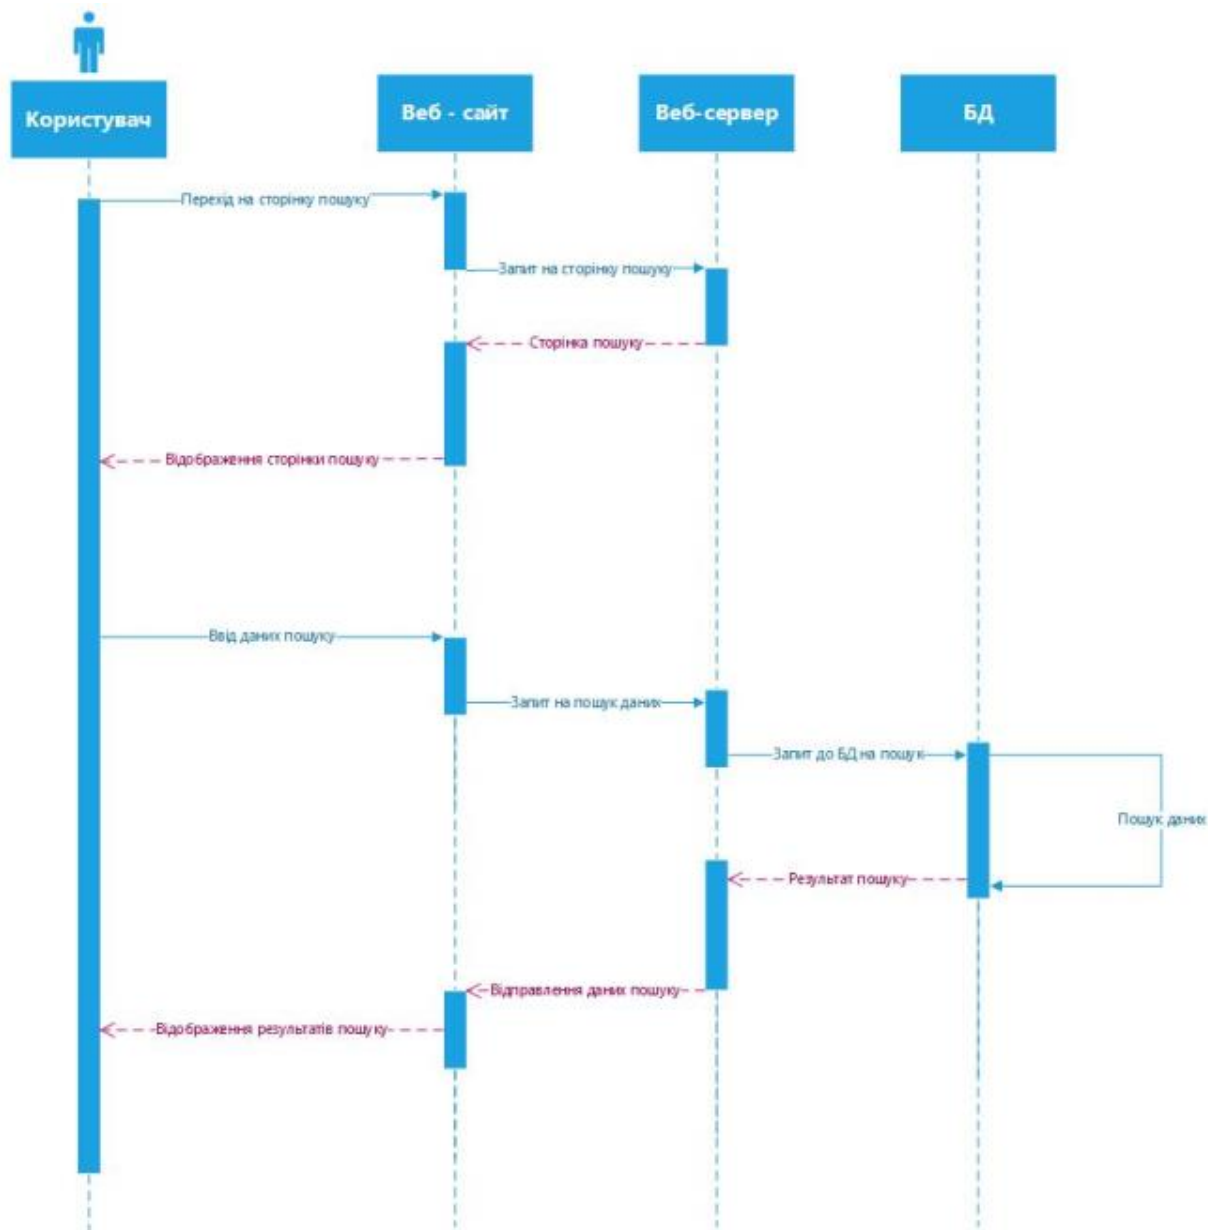 Користувач
Веб - сайт
Веб-сервер
БД
Перехід на сторінку пошуку
Запит на сторінку пошуку
Сторінка пошуку
Відображення сторінки пошуку
Ввід даних пошуку
Запит на пошук даних
Запит до БД на пошук
Пошук даних
Результат пошуку
Відправлення даних пошуку
Відображення результатів пошуку